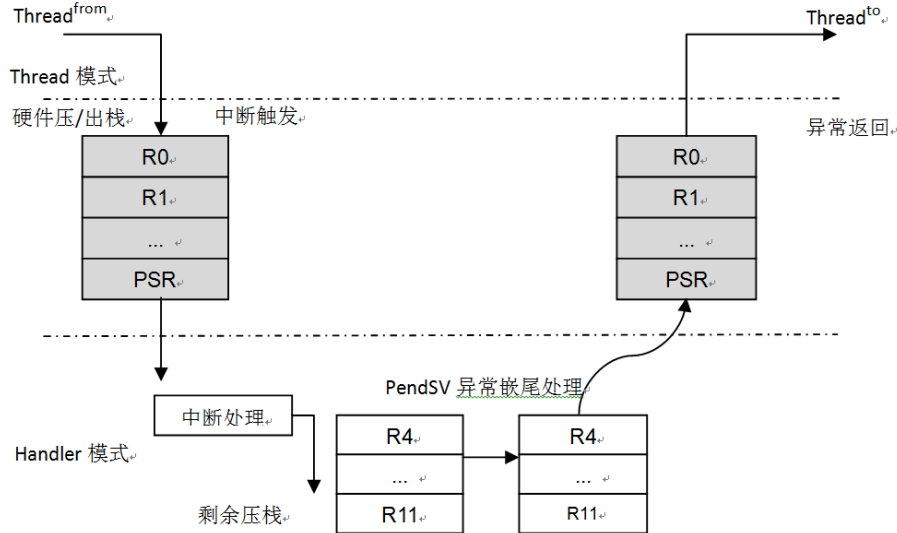 Thread^from
Thread^to
Thread 模式
硬件压/出栈
中断触发
异常返回
R0
R1
...
PSR
R0
R1
...
PSR
PendSV 异常嵌尾处理
中断处理
Handler 模式
剩余压栈
R4
...
R11
R4
...
R11